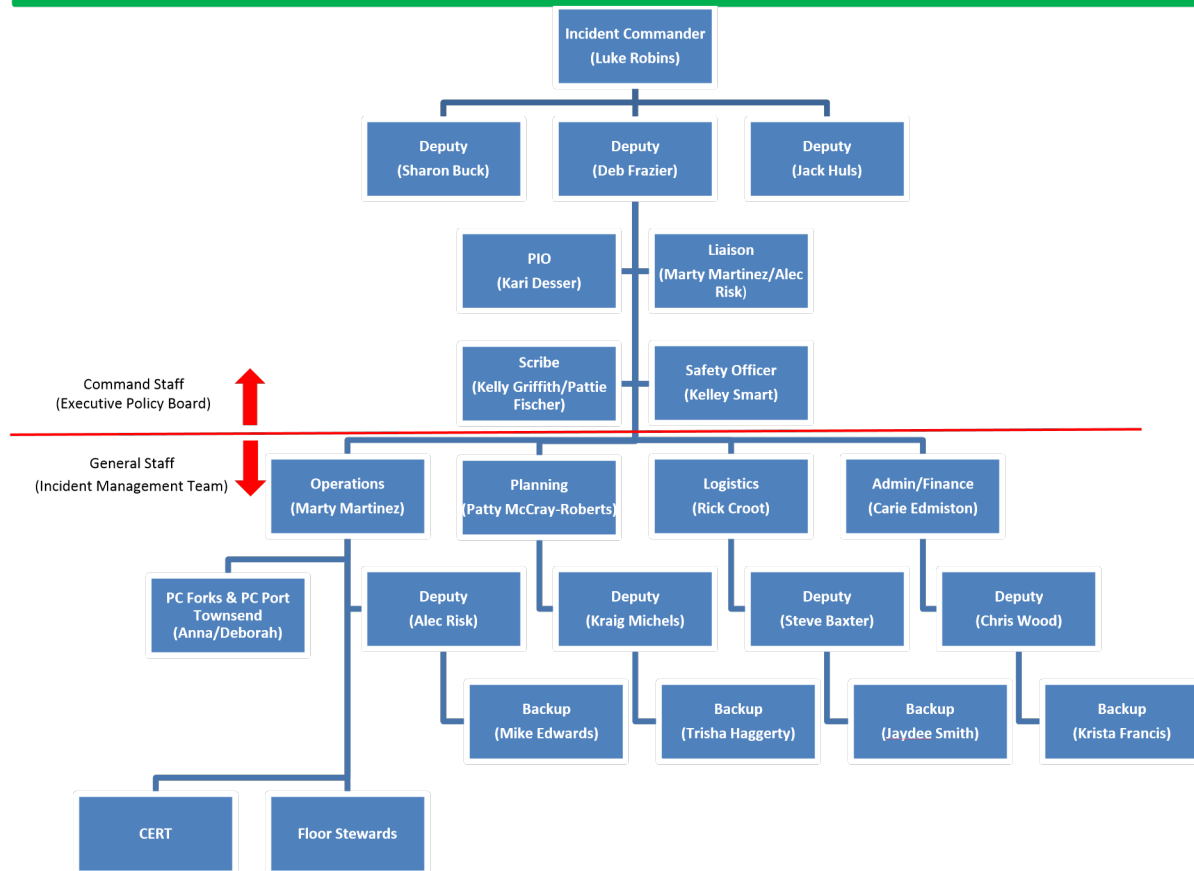 Incident Commander
(Luke Robins)
Deputy
(Sharon Buck)
Deputy
(Deb Frazier)
Deputy
(Jack Huls)
PIO
(Kari Desser)
Liaison
(Marty Martinez/Alec
Risk)
Scribe
(Kelly Griffith/Pattie
Fischer)
Safety Officer
(Kelley Smart)
Command Staff
(Executive Policy Board)
General Staff
(Incident Management Team)
Operations
(Marty Martinez)
Planning
(Patty McCray-Roberts)
Logistics
(Rick Croot)
Admin/Finance
(Carie Edmiston)
PC Forks & PC Port
Townsend
(Anna/Deborah)
Deputy
(Alec Risk)
Deputy
(Kraig Michels)
Deputy
(Steve Baxter)
Deputy
(Chris Wood)
Backup
(Mike Edwards)
Backup
(Trisha Haggerty)
Backup
(Jaydee Smith)
Backup
(Krista Francis)
CERT
Floor Stewards